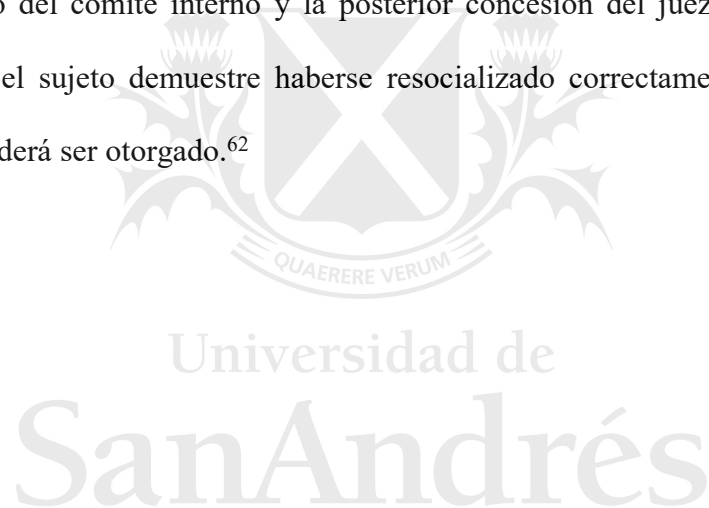 o del comité interno y la posterior concesión del juez
el sujeto demuestre haberse resocializado correctame
derá ser otorgado.⁶²
QUAERERE VERUM
Universidad de
SanAndrés